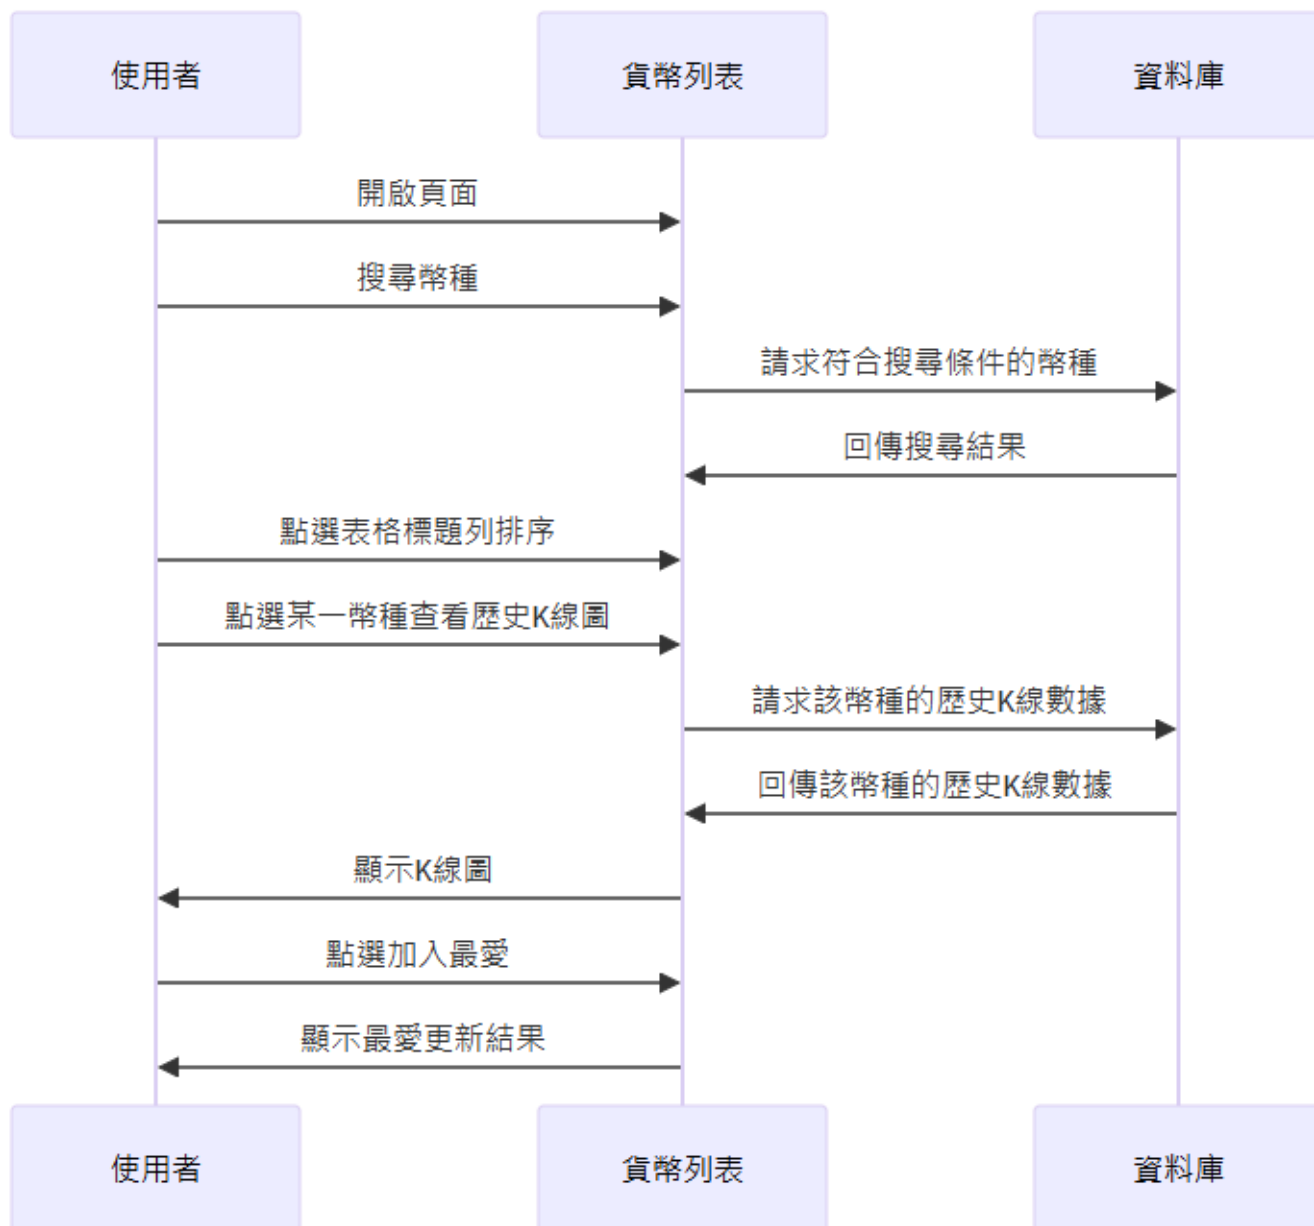 使用者
貨幣列表
資料庫
開啟頁面
搜尋幣種
請求符合搜尋條件的幣種
回傳搜尋結果
點選表格標題列排序
點選某一幣種查看歷史K線圖
請求該幣種的歷史K線數據
回傳該幣種的歷史K線數據
顯示K線圖
點選加入最愛
顯示最愛更新結果
使用者
貨幣列表
資料庫